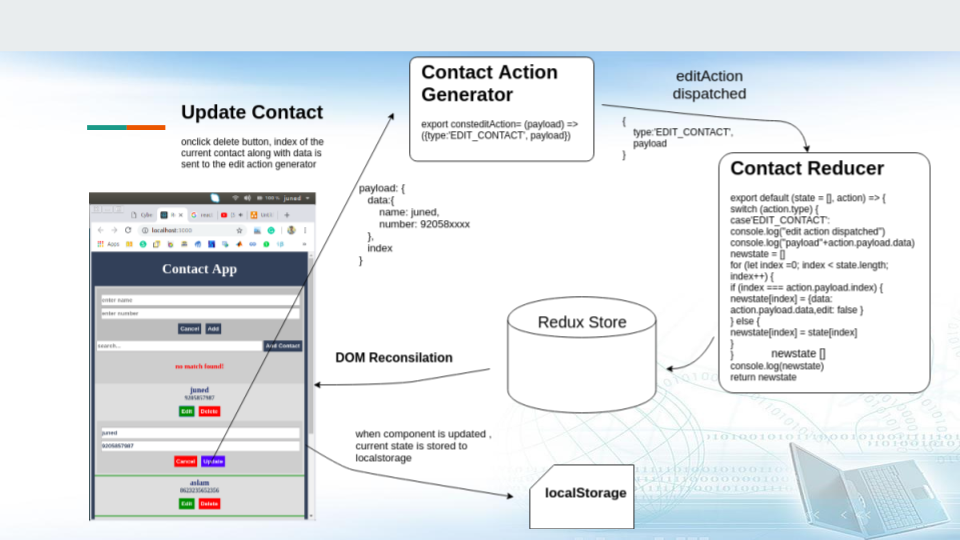 Update Contact
onclick delete button, index of the
current contact along with data is
sent to the edit action generator
Contact Action
Generator
export consteditAction= (payload) =>
({type:'EDIT_CONTACT', payload})
editAction
dispatched
{
type:'EDIT_CONTACT',
payload
}
Contact Reducer
export default (state = [], action) => {
switch (action.type) {
case'EDIT_CONTACT':
console.log("edit action dispatched")
console.log("payload"+action.payload.data)
newstate = []
for (let index =0; index < state.length;
index++) {
if (index === action.payload.index) {
newstate[index] = {data:
action.payload.data,edit: false }
} else {
newstate[index] = state[index]
}
}
console.log(newstate)
return newstate
newstate []
payload: {
data:{
name: juned,
number: 92058xxxx
},
index
}
Redux Store
DOM Reconsilation
when component is updated ,
current state is stored to
localstorage
localStorage
juned
localhost:3000
Apps
Contact App
enter name
enter number
Cancel Add
search... Add Contact
no match found!
juned
9205857987
Edit Delete
juned
9205857987
Cancel Update
aslam
Edit Delete